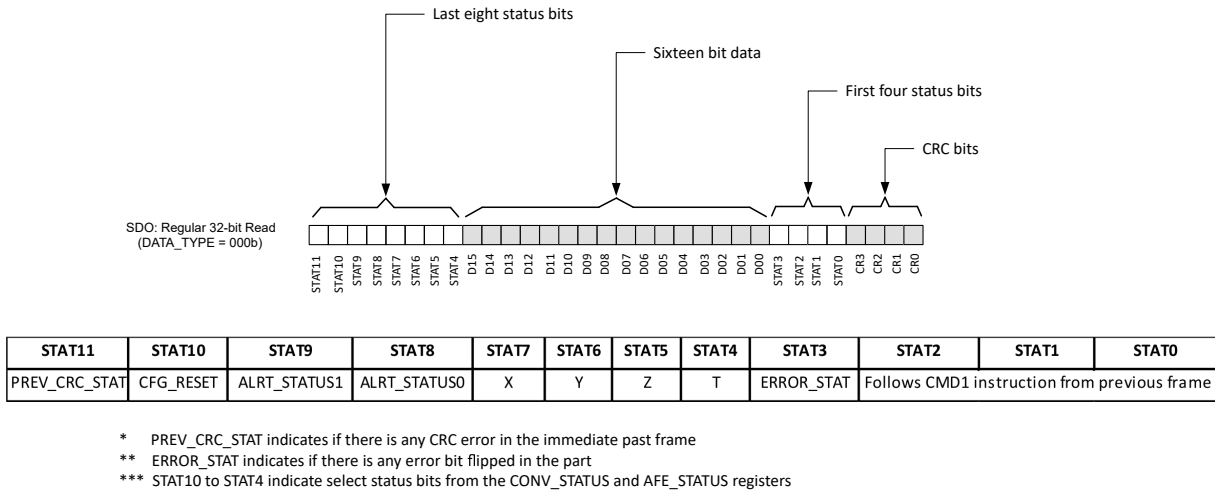 Last eight status bits
Sixteen bit data
First four status bits
CRC bits
SDO: Regular 32-bit Read
(DATA_TYPE = 000b)
STAT11 STAT10 STAT9 STAT8 STAT7 STAT6 STAT5 STAT4 D15 D14 D13 D12 D11 D10 D09 D08 D07 D06 D05 D04 D03 D02 D01 D00 STAT3 STAT2 STAT1 STAT0 CR3 CR2 CR1 CR0
STAT11 STAT10 STAT9 STAT8 STAT7 STAT6 STAT5 STAT4 STAT3 STAT2 STAT1 STAT0
PREV_CRC_STAT CFG_RESET ALRT_STATUS1 ALRT_STATUS0 X Y Z T ERROR_STAT Follows CMD1 instruction from previous frame
* PREV_CRC_STAT indicates if there is any CRC error in the immediate past frame
** ERROR_STAT indicates if there is any error bit flipped in the part
*** STAT10 to STAT4 indicate select status bits from the CONV_STATUS and AFE_STATUS registers